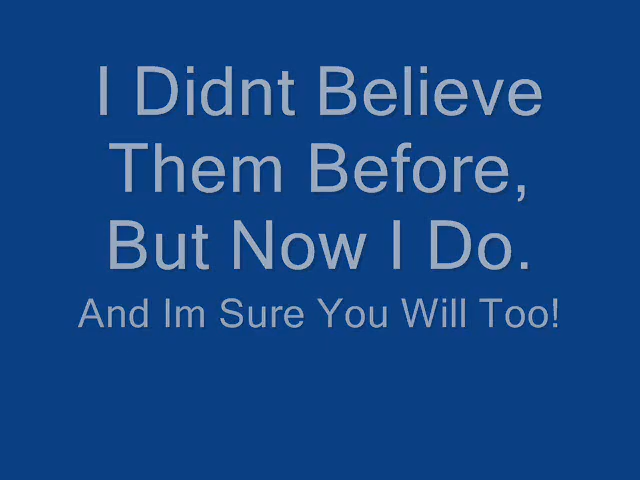 I Didnt Believe
Them Before,
But Now I Do.
And Im Sure You Will Too!